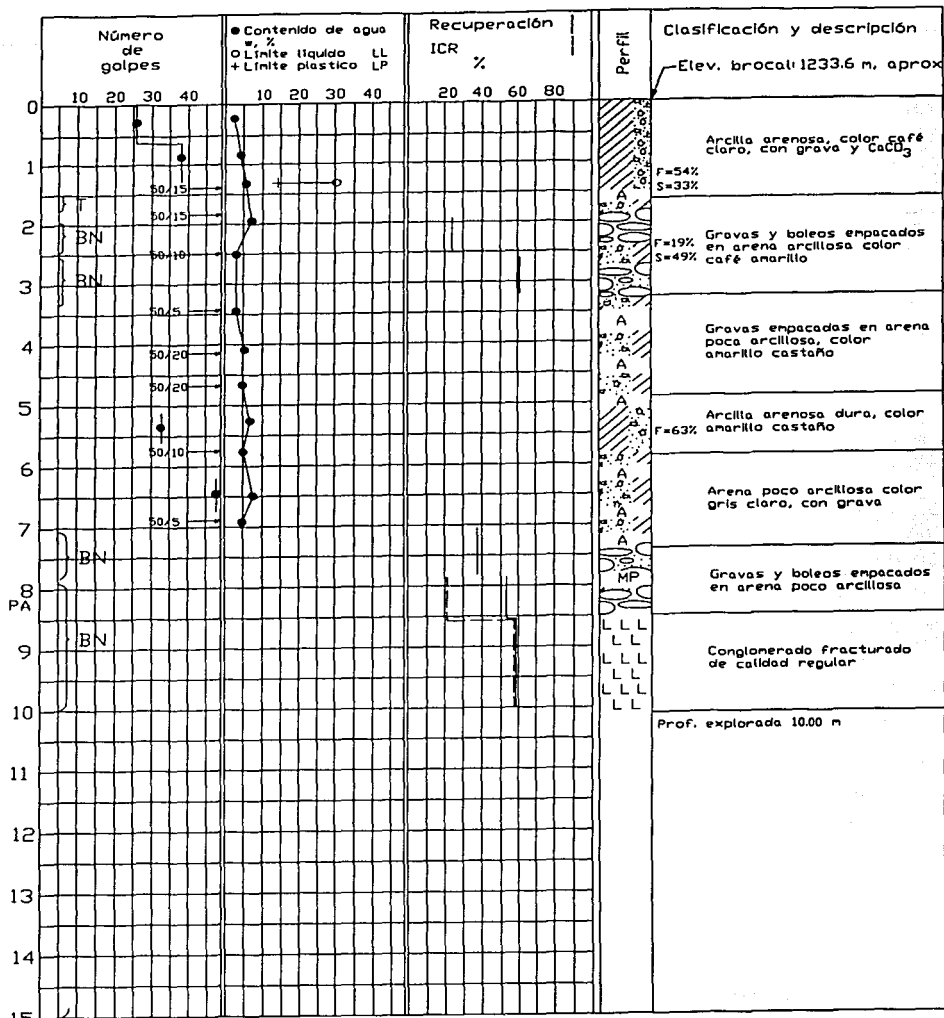 Número
de
golpes
● Contenido de agua
w, %
○ Límite líquido LL
+ Límite plastico LP
Recuperación
ICR
%
Perfil
Clasificación y descripción
Elev. brocal: 1233.6 m, aprox
20 30
10 20 30 40
20 40 60 80
0
1
2
3
4
5
6
7
8
PA
9
10
11
12
13
14
15
50/15
T
50/15
BN
50/10
BN
50/5
50/20
50/20
50/10
50/5
BN
BN
A
A
A
A
A
A
A
A
MP
L L L
L L
L L L
L L
L L L
L L
Arcilla arenosa, color café
claro, con grava y CaCO3
F=54%
S=33%
Gravas y boleos empacados
en arena arcillosa color
café amarillo
F=19%
S=49%
Gravas empacadas en arena
poca arcillosa, color
amarillo castaño
Arcilla arenosa dura, color
amarillo castaño
F=63%
Arena poco arcillosa color
gris claro, con grava
Gravas y boleos empacados
en arena poco arcillosa
Conglomerado fracturado
de calidad regular
Prof. explorada 10.00 m